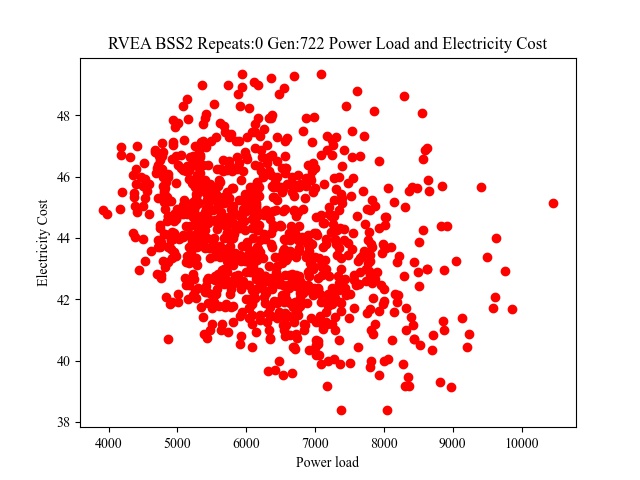 RVEA BSS2 Repeats:0 Gen:722 Power Load and Electricity Cost
Electricity Cost
48
46
44
42
40
38
4000 5000 6000 7000 8000 9000 10000
Power load